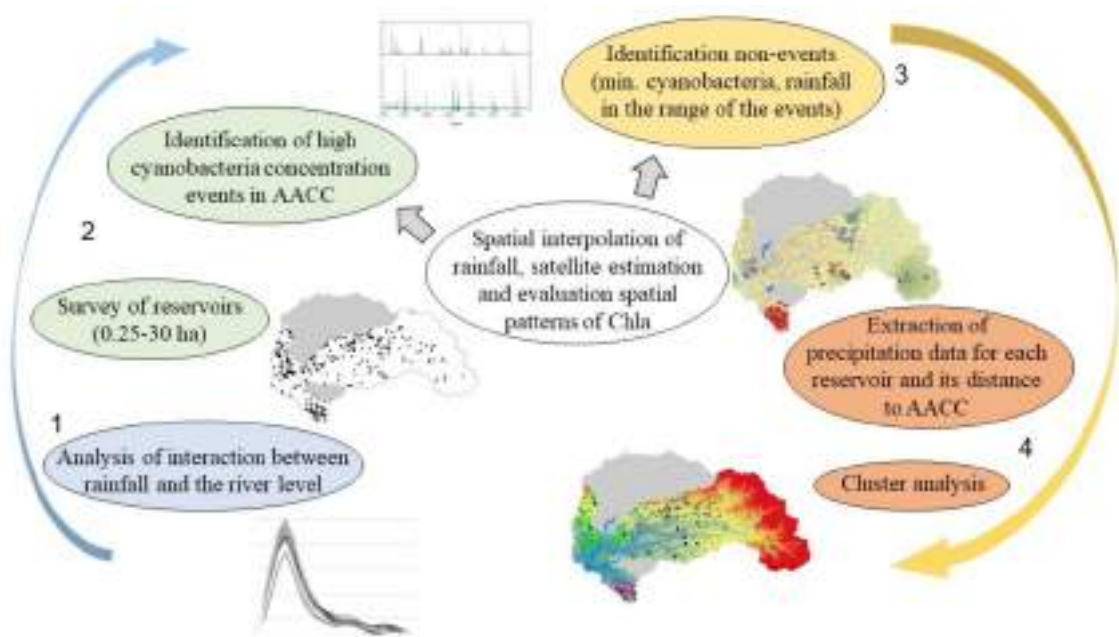 1
Analysis of interaction between
rainfall and the river level
2
Survey of reservoirs
(0.25-30 ha)
Identification of high
cyanobacteria concentration
events in AACC
Spatial interpolation of
rainfall, satellite estimation
and evaluation spatial
patterns of Chla
3
Identification non-events
(min. cyanobacteria, rainfall
in the range of the events)
4
Extraction of
precipitation data for each
reservoir and its distance
to AACC
Cluster analysis